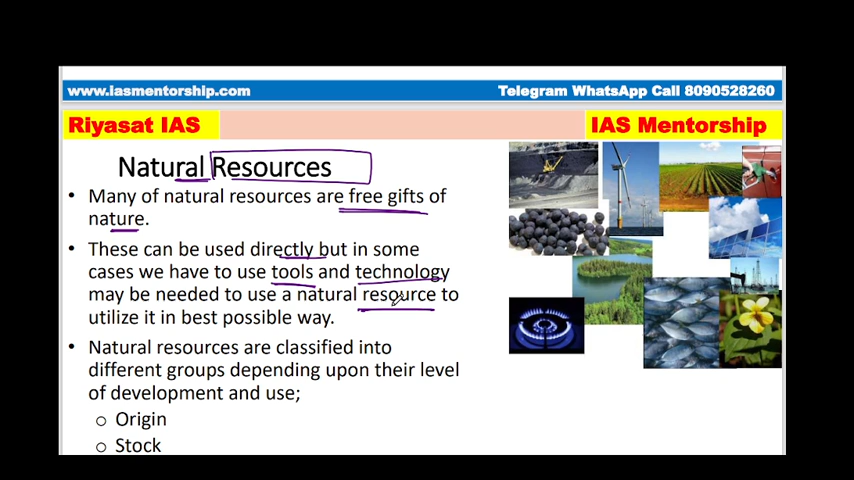 www.iasmentorship.com Telegram WhatsApp Call 8090528260
Riyasat IAS IAS Mentorship
Natural Resources
• Many of natural resources are free gifts of
nature.
• These can be used directly but in some
cases we have to use tools and technology
may be needed to use a natural resource to
utilize it in best possible way.
• Natural resources are classified into
different groups depending upon their level
of development and use;
o Origin
o Stock